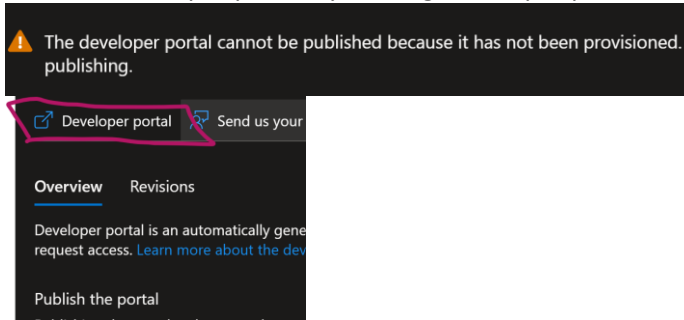 The developer portal cannot be published because it has not been provisioned.
publishing.
Developer portal
Send us your
Overview Revisions
Developer portal is an automatically gene
request access. Learn more about the dev
Publish the portal